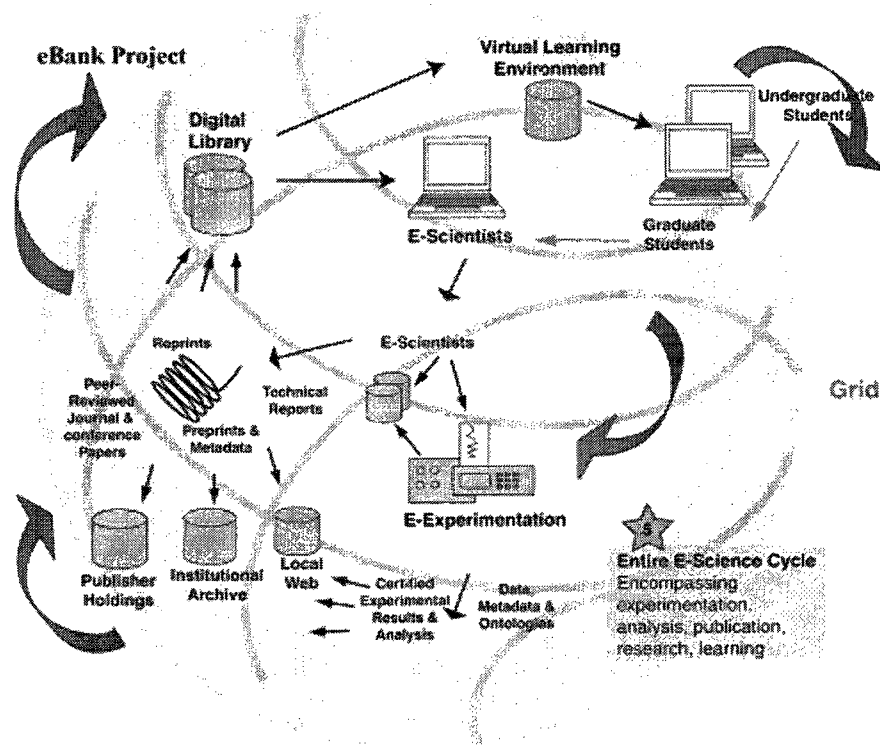 eBank Project
Virtual Learning
Environment
Undergraduate
Students
Digital
Library
E-Scientists
Graduate
Students
Reprints
E-Scientists
Peer-
Reviewed
Journal &
conference
Papers
Technical
Reports
Preprints &
Metadata
Grid
E-Experimentation
Publisher
Holdings
Institutional
Archive
Local
Web
Certified
Experimental
Results &
Analysis
Data,
Metadata &
Ontologies
5
Entire E-Science Cycle
Encompassing
experimentation,
analysis, publication,
research, learning